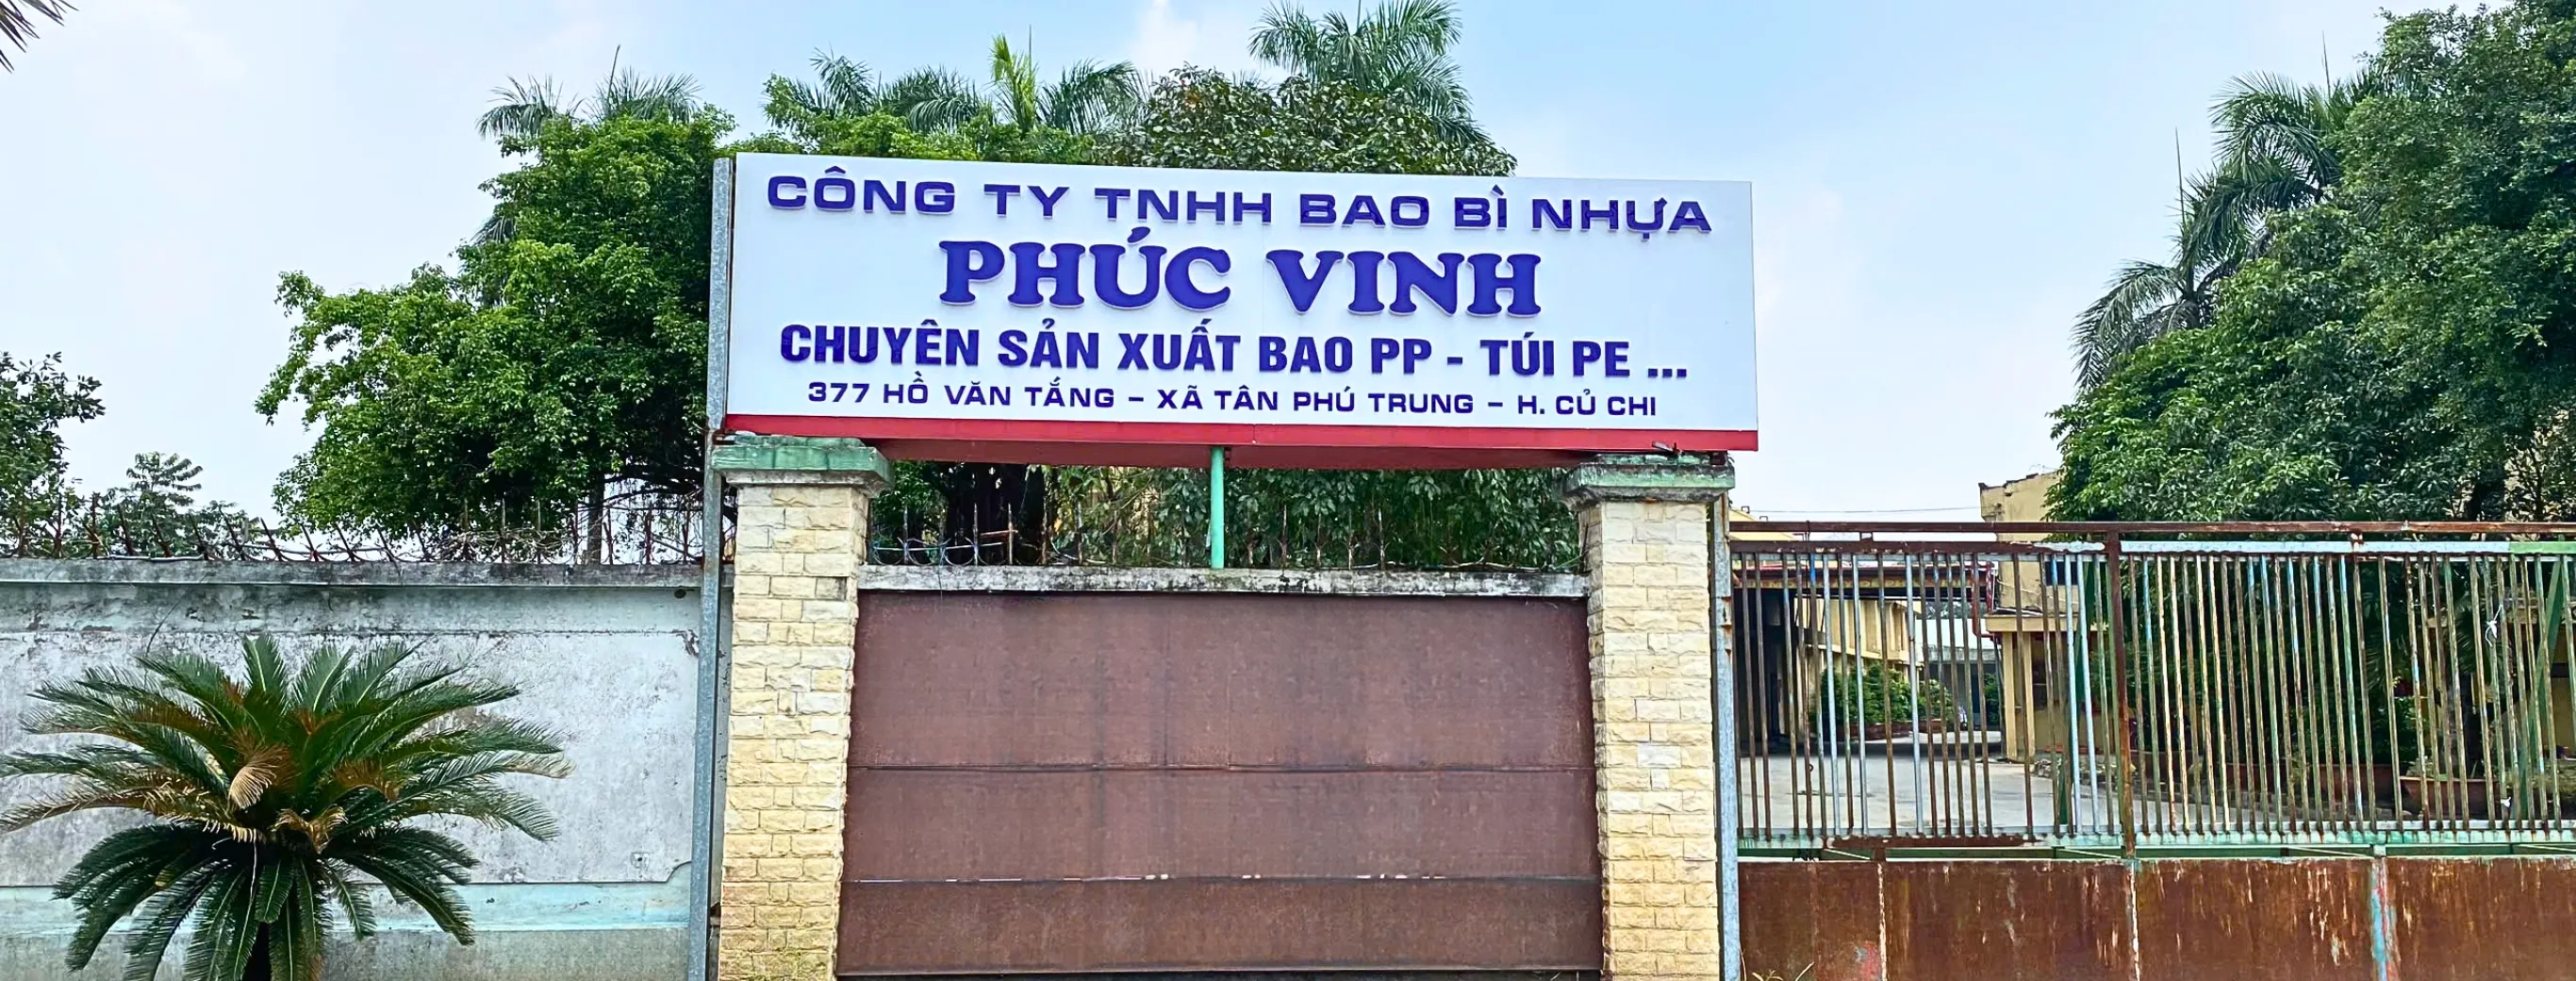 CÔNG TY TNHH BAO BÌ NHỰA
PHÚC VINH
CHUYÊN SẢN XUẤT BAO PP - TÚI PE ...
377 HỒ VĂN TẮNG - XÃ TÂN PHÚ TRUNG - H. CỦ CHI